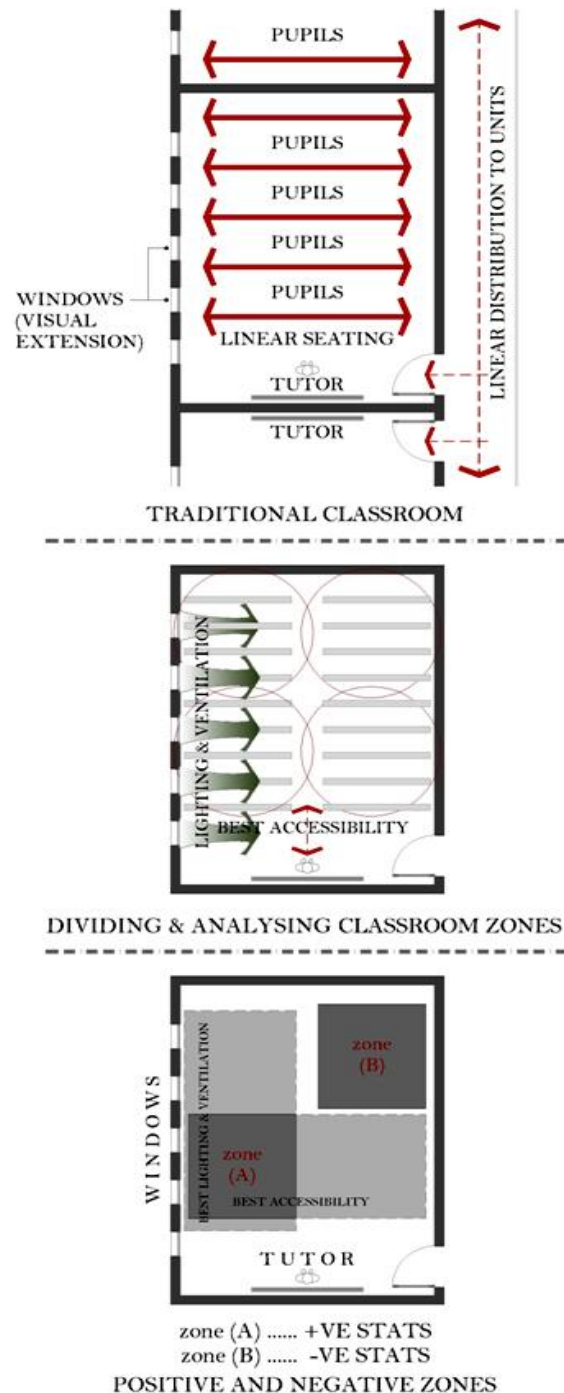 PUPILS
PUPILS
PUPILS
PUPILS
PUPILS
PUPILS
LINEAR SEATING
TUTOR
TUTOR
WINDOWS
(VISUAL
EXTENSION)
LINEAR DISTRIBUTION TO UNITS
TRADITIONAL CLASSROOM
LIGHTING & VENTILATION
BEST ACCESSIBILITY
DIVIDING & ANALYSING CLASSROOM ZONES
WINDOWS
BEST LIGHTING & VENTILATION
zone
(B)
zone
(A)
BEST ACCESSIBILITY
TUTOR
zone (A) ...... +VE STATS
zone (B) ...... -VE STATS
POSITIVE AND NEGATIVE ZONES